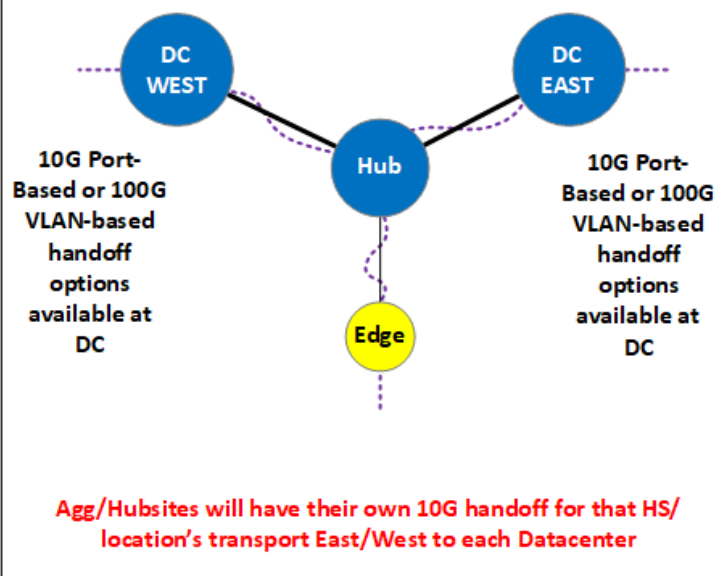 DC
WEST
DC
EAST
Hub
10G Port-
Based or 100G
VLAN-based
handoff
options
available at
DC
10G Port-
Based or 100G
VLAN-based
handoff
options
available at
DC
Edge
Agg/Hubsites will have their own 10G handoff for that HS/
location's transport East/West to each Datacenter